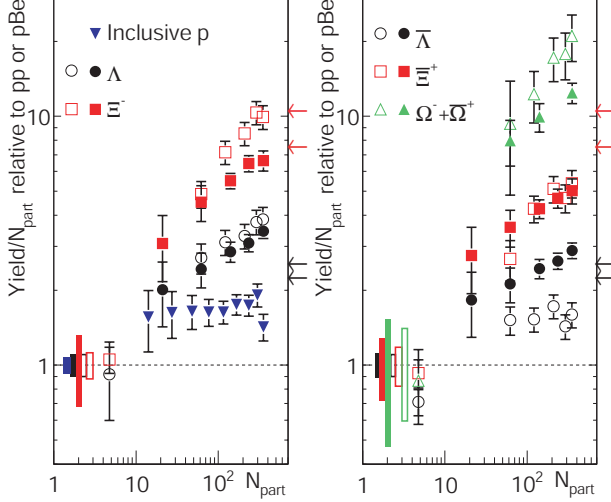 Yield/N_part relative to pp or pBe
10
1
Inclusive p
Λ
Ξ⁻
1 10 10² N_part
Yield/N_part relative to pp or pBe
10
1
Λ̅
Ξ̅⁺
Ω⁻+Ω̅⁺
1 10 10² N_part